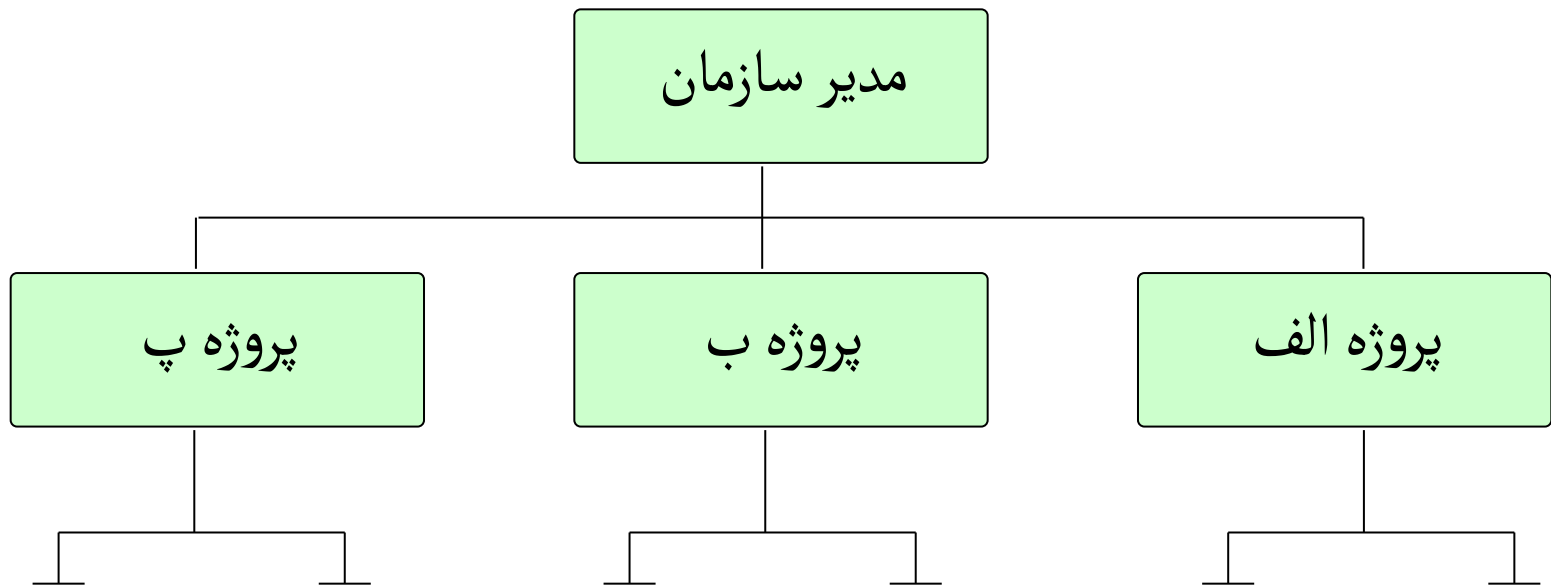 مدیر سازمان
پروژه الف
پروژه ب
پروژه پ